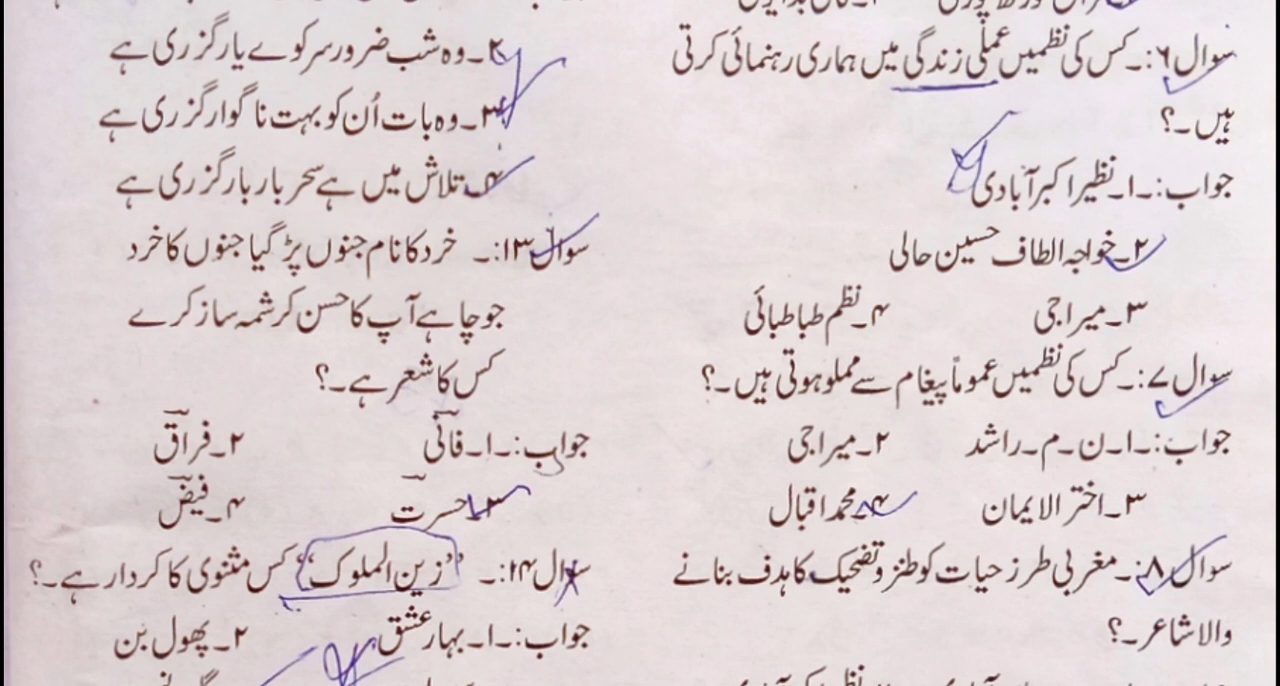 سوال ۶:۔ کس کی نظمیں عملی زندگی میں ہماری رہنمائی کرتی
ہیں۔؟
جواب:۔ ۱۔ نظیر اکبر آبادی
۲۔ خواجہ الطاف حسین حالی
۳۔ میراجی ۴۔ نظم طباطبائی
سوال ۷:۔ کس کی نظمیں عموماً پیغام سے مملو ہوتی ہیں۔؟
جواب:۔ ۱۔ ن۔ م۔ راشد ۲۔ میراجی
۳۔ اختر الایمان ۴۔ محمد اقبال
سوال ۸:۔ مغربی طرز حیات کو طنز و تضحیک کا ہدف بنانے
والا شاعر۔؟
۲۔ وہ شب ضرور سر کوے یار گزری ہے
۳۔ وہ بات اُن کو بہت ناگوار گزری ہے
۴۔ تلاش میں ہے سحر بار بار گزری ہے
سوال ۱۳:۔ خرد کا نام جنوں پڑ گیا جنوں کا خرد
جو چاہے آپ کا حسن کرشمہ ساز کرے
کس کا شعر ہے۔؟
جواب:۔ ۱۔ فانی ۲۔ فراق
۳۔ حسرت ۴۔ فیض
سوال ۱۴:۔ ”زین الملوک“ کس مثنوی کا کردار ہے۔؟
جواب:۔ ۱۔ بہار عشق ۲۔ پھول بن